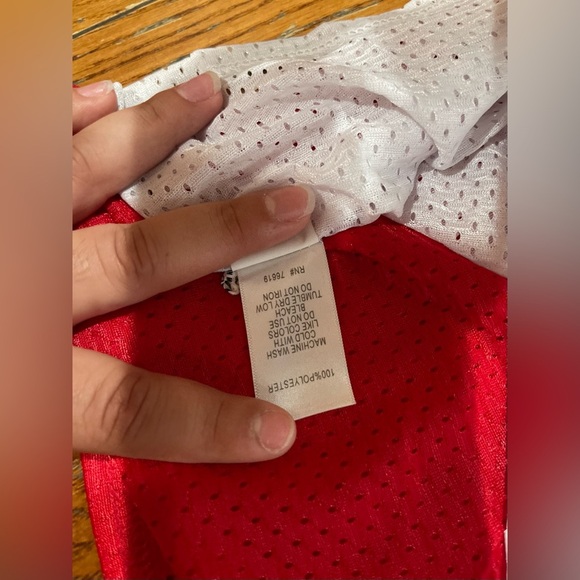 100%POLYESTER
MACHINE WASH
COLD WITH
LIKE COLORS
DO NOT USE
BLEACH
TUMBLE DRY LOW
DO NOT IRON
RN# 76619